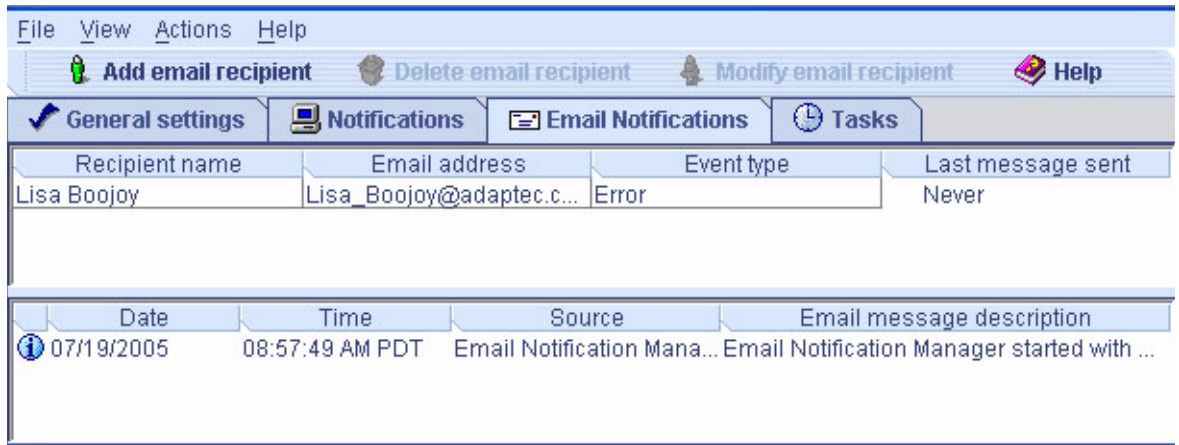 File View Actions Help
Add email recipient Delete email recipient Modify email recipient Help
General settings Notifications Email Notifications Tasks
Recipient name Email address Event type Last message sent
Lisa Boojoy Lisa_Boojoy@adaptec.c... Error Never
Date Time Source Email message description
07/19/2005 08:57:49 AM PDT Email Notification Mana... Email Notification Manager started with ...